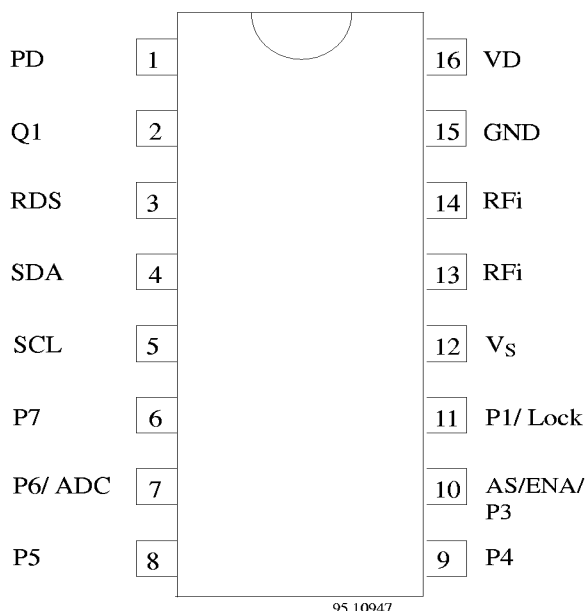 PD 1 16 VD
Q1 2 15 GND
RDS 3 14 RFi
SDA 4 13 RFi
SCL 5 12 VS
P7 6 11 P1/ Lock
P6/ ADC 7 10 AS/ENA/
P3
P5 8 9 P4
95 10947